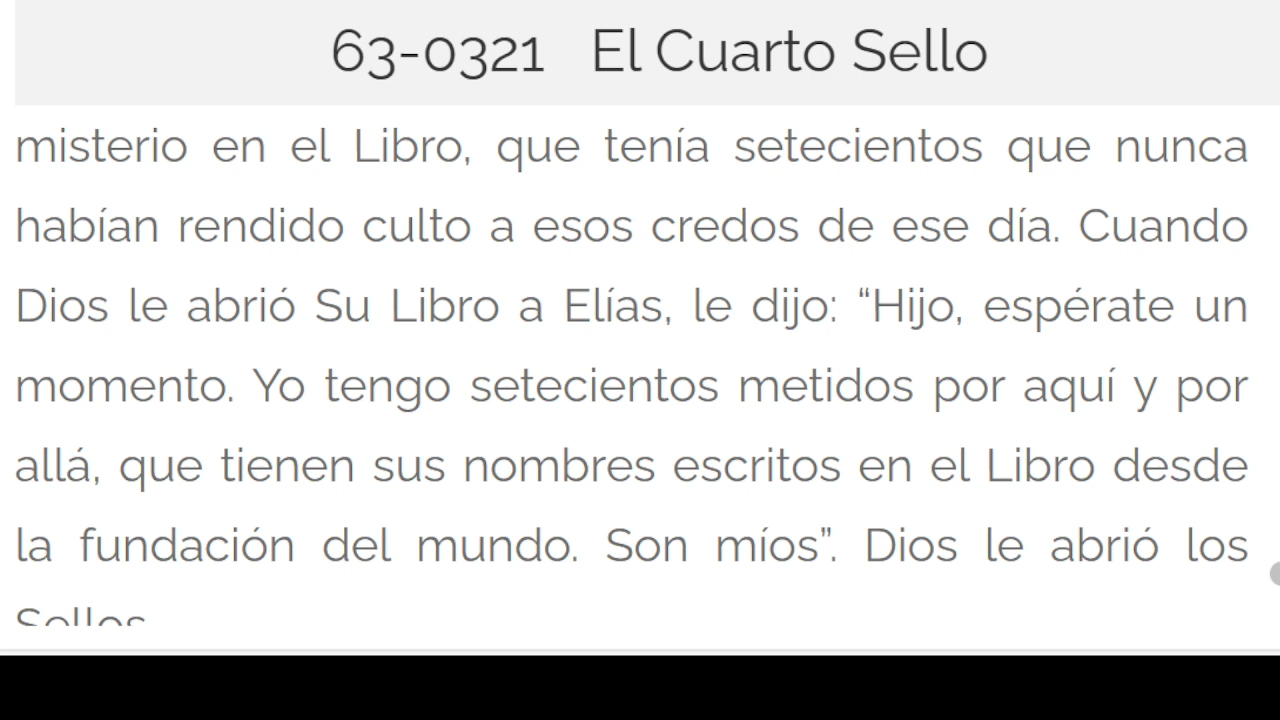 63-0321 El Cuarto Sello
misterio en el Libro, que tenía setecientos que nunca
habían rendido culto a esos credos de ese día. Cuando
Dios le abrió Su Libro a Elías, le dijo: “Hijo, espérate un
momento. Yo tengo setecientos metidos por aquí y por
allá, que tienen sus nombres escritos en el Libro desde
la fundación del mundo. Son míos”. Dios le abrió los
Sellos